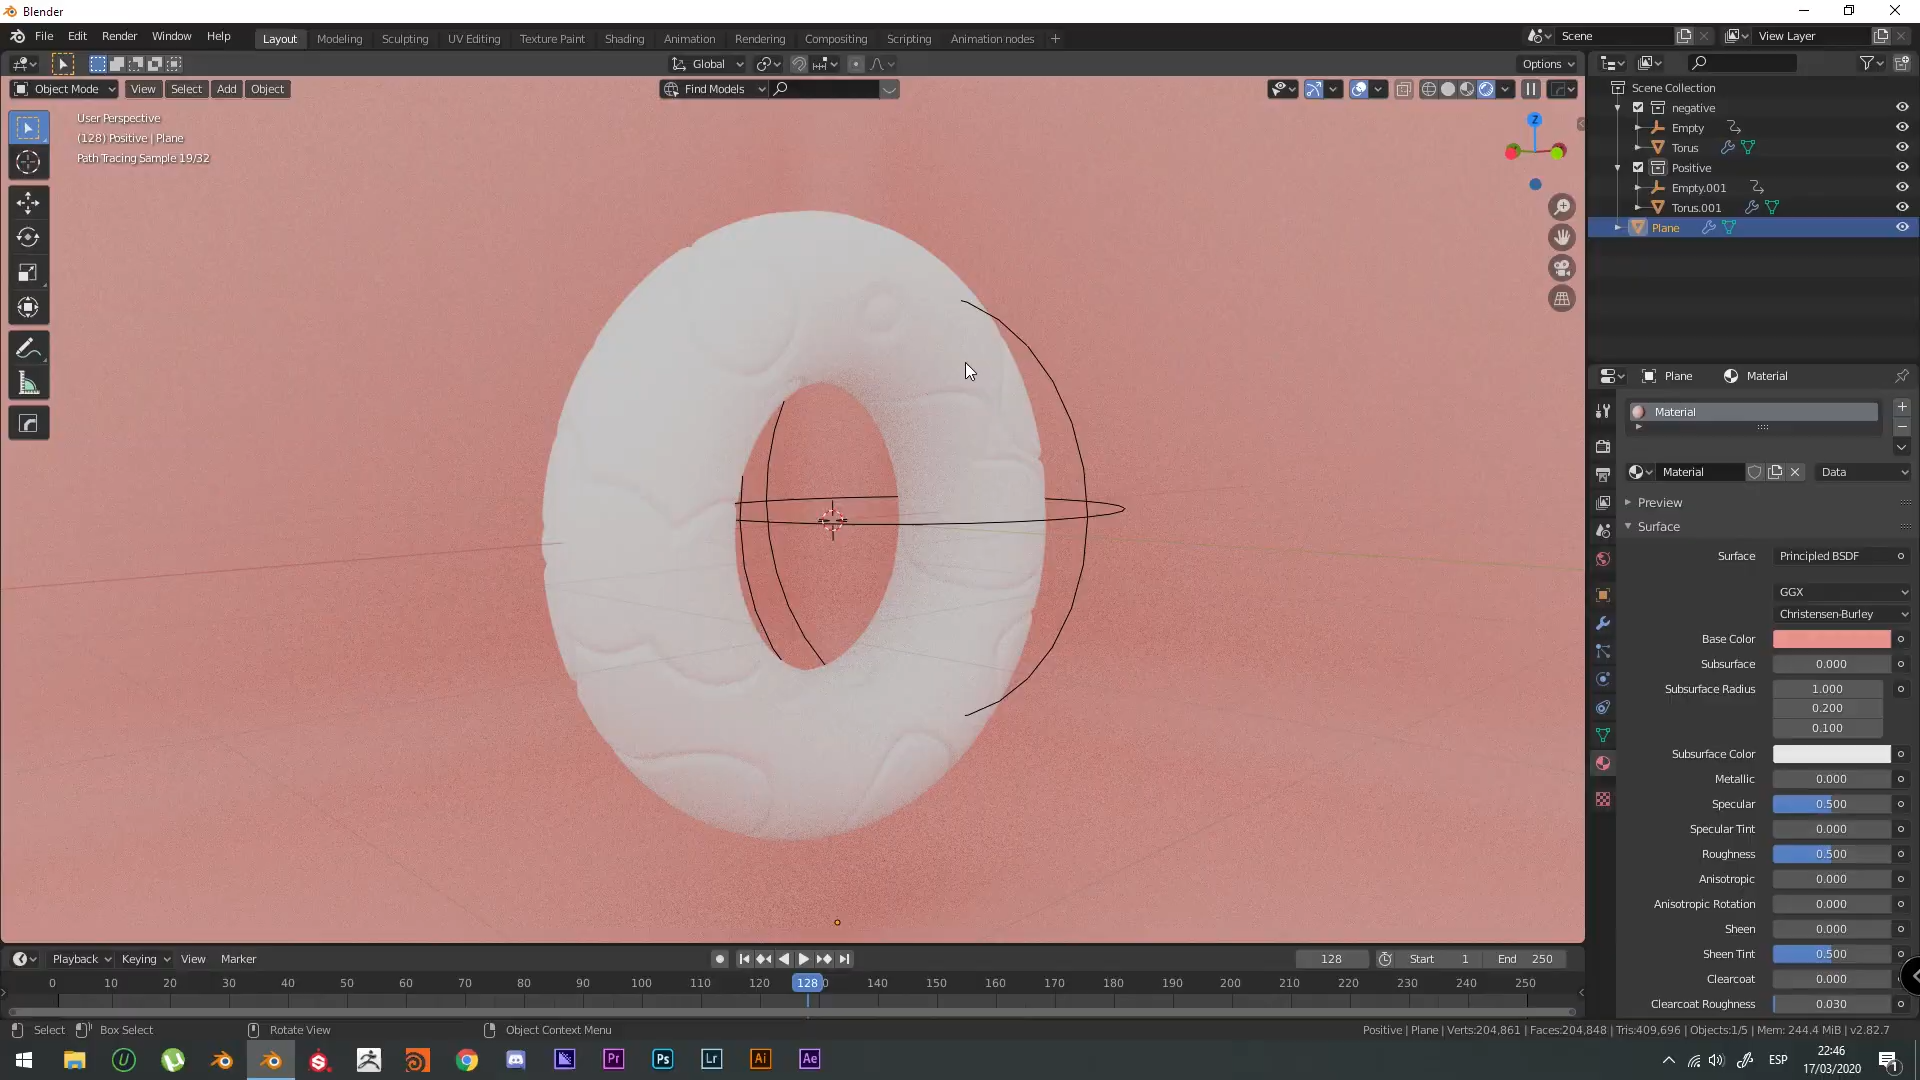 Blender
File Edit Render Window Help Layout Modeling Sculpting UV Editing Texture Paint Shading Animation Rendering Compositing Scripting Animation nodes + Scene View Layer
Global Options
Object Mode View Select Add Object Find Models
User Perspective
(128) Positive | Plane
Path Tracing Sample 19/32
Z
Scene Collection
negative
Empty
Torus
Positive
Empty.001
Torus.001
Plane
Plane Material
Material
Material Data
Preview
Surface
Surface Principled BSDF
GGX
Christensen-Burley
Base Color
Subsurface 0.000
Subsurface Radius 1.000
0.200
0.100
Subsurface Color
Metallic 0.000
Specular 0.500
Specular Tint 0.000
Roughness 0.500
Anisotropic 0.000
Anisotropic Rotation 0.000
Sheen 0.000
Sheen Tint 0.500
Clearcoat 0.000
Clearcoat Roughness 0.030
Playback Keying View Marker 128 Start 1 End 250
0 10 20 30 40 50 60 70 80 90 100 110 120 128 140 150 160 170 180 190 200 210 220 230 240 250
Select Box Select Rotate View Object Context Menu Positive | Plane | Verts:204,861 | Faces:204,848 | Tris:409,696 | Objects:1/5 | Mem: 244.4 MiB | v2.82.7
Pr Ps Lr Ai Ae ESP
22:46
17/03/2020
1